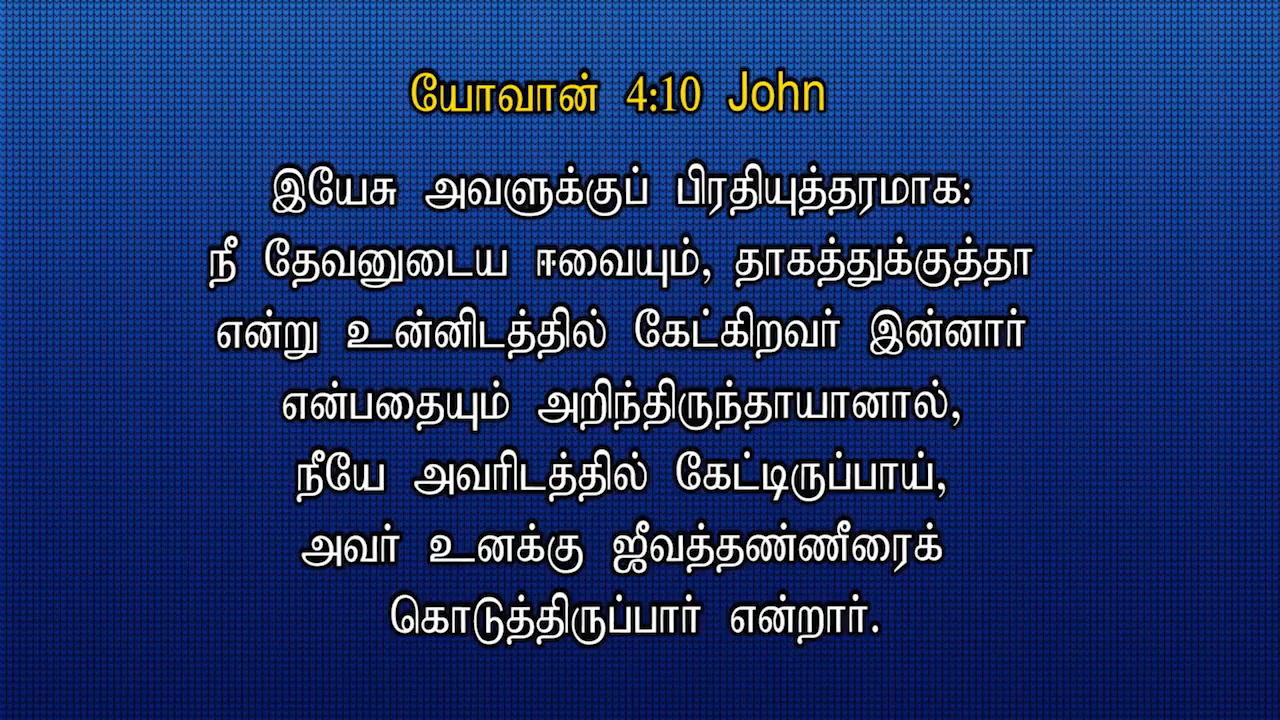 யோவான் 4:10 John
இயேசு அவளுக்குப் பிரதியுத்தரமாக:
நீ தேவனுடைய ஈவையும், தாகத்துக்குத்தா
என்று உன்னிடத்தில் கேட்கிறவர் இன்னார்
என்பதையும் அறிந்திருந்தாயானால்,
நீயே அவரிடத்தில் கேட்டிருப்பாய்,
அவர் உனக்கு ஜீவத்தண்ணீரைக்
கொடுத்திருப்பார் என்றார்.